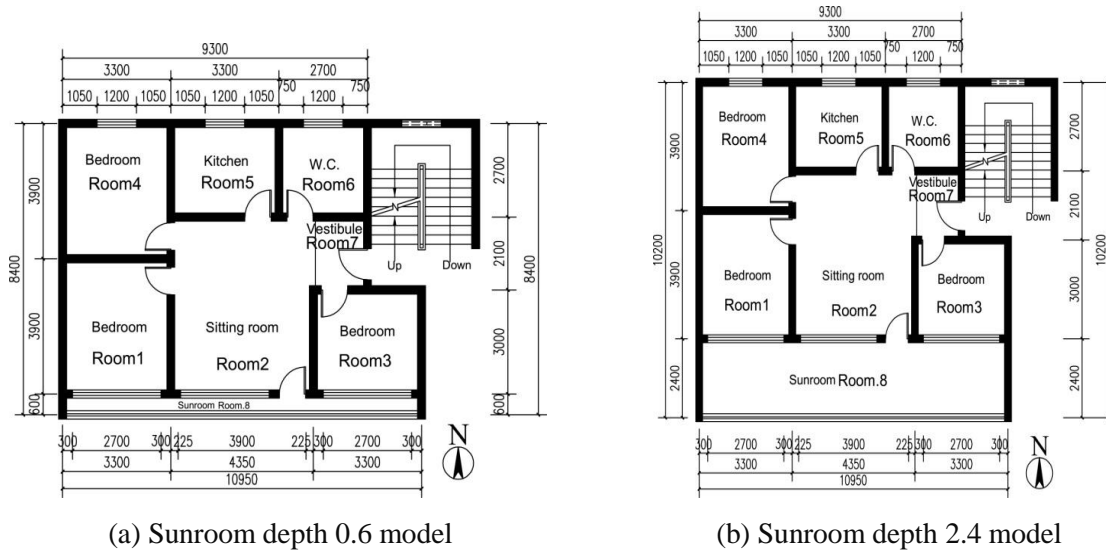 9300
3300 3300 2700
1050 1200 1050 1050 1200 1050 750 1200 750
Bedroom
Room4
Kitchen
Room5
W.C.
Room6
Vestibule
Room7
N
Up Down
Bedroom
Room1
Sitting room
Room2
Bedroom
Room3
Sunroom Room.8
8400
3900
3900
600
2700
2100
3000
600
8400
300 2700 300 225 3900 225 300 2700 300
3300 4350 3300
10950
N
(a) Sunroom depth 0.6 model
9300
3300 3300 2700
1050 1200 1050 1050 1200 1050 750 1200 750
Bedroom
Room4
Kitchen
Room5
W.C.
Room6
Vestibule
Room7
N
Up Down
Bedroom
Room1
Sitting room
Room2
Bedroom
Room3
Sunroom Room.8
10200
3900
3900
2400
2700
2100
3000
2400
10200
300 2700 300 225 3900 225 300 2700 300
3300 4350 3300
10950
N
(b) Sunroom depth 2.4 model